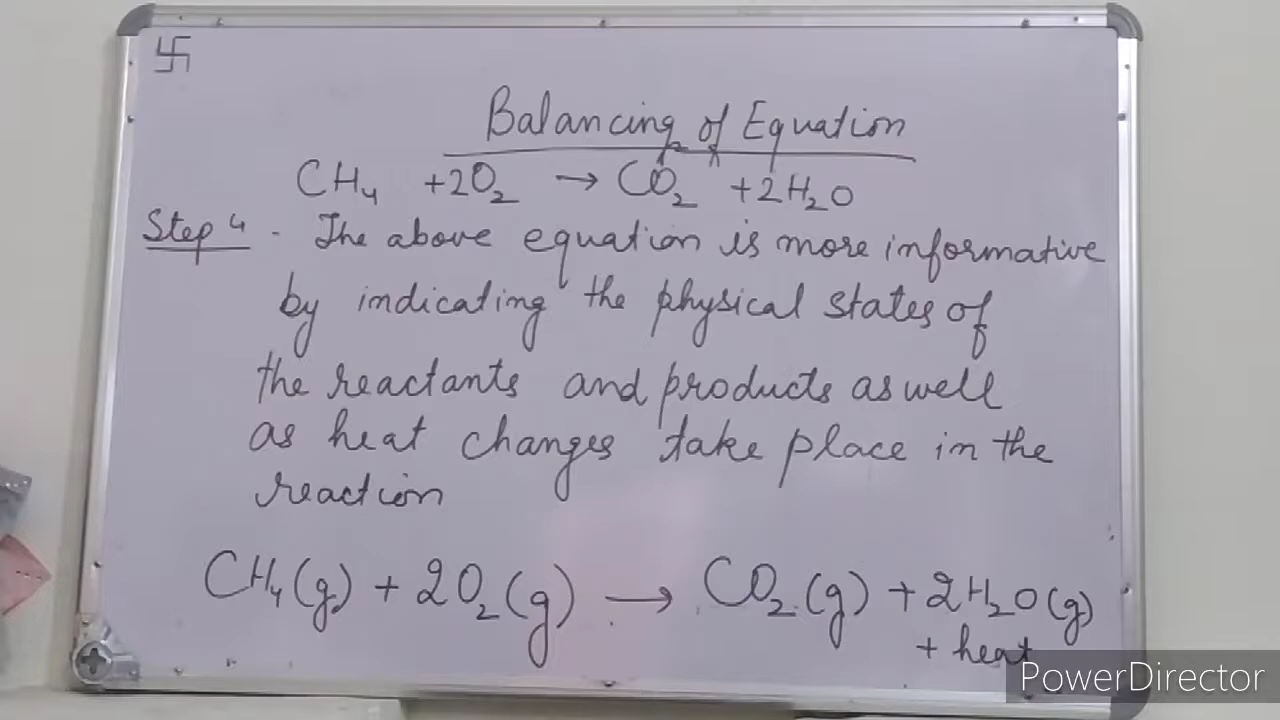 卐
Balancing of Equation
CH₄ + 2O₂ → CO₂ + 2H₂O
Step 4 - The above equation is more informative
by indicating the physical states of
the reactants and products as well
as heat changes take place in the
reaction
CH₄(g) + 2O₂(g) → CO₂(g) + 2H₂O(g)
+ heat
PowerDirector